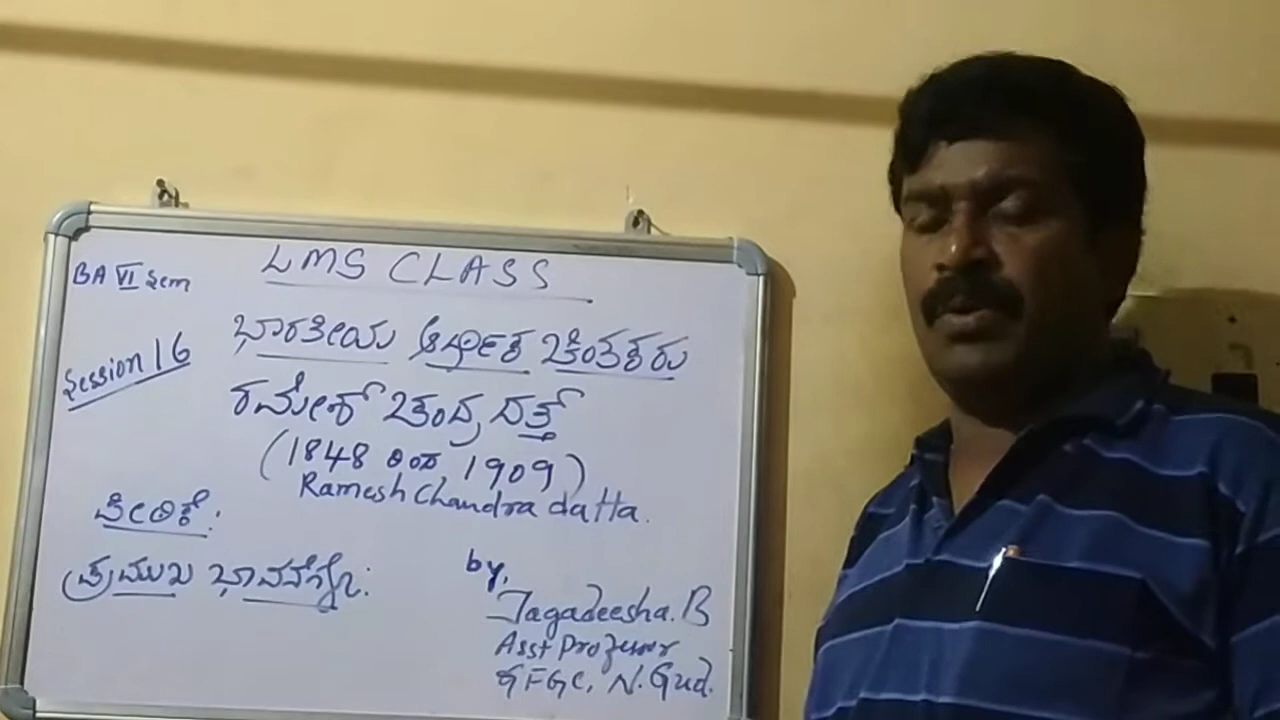 LMS CLASS
BA VI Sem
ಭಾರತೀಯ ಆರ್ಥಿಕ ಚಿಂತಕರು
Session 16
ರಮೇಶ್ ಚಂದ್ರ ದತ್ತ್
(1848 ರಿಂದ 1909)
Ramesh Chandra datta.
ಪೀಠಿಕೆ:
ಪ್ರಮುಖ ಭಾವನೆಗಳು:
by,
Jagadeesha. B
Asst Professor
GFGC, N.Gud.